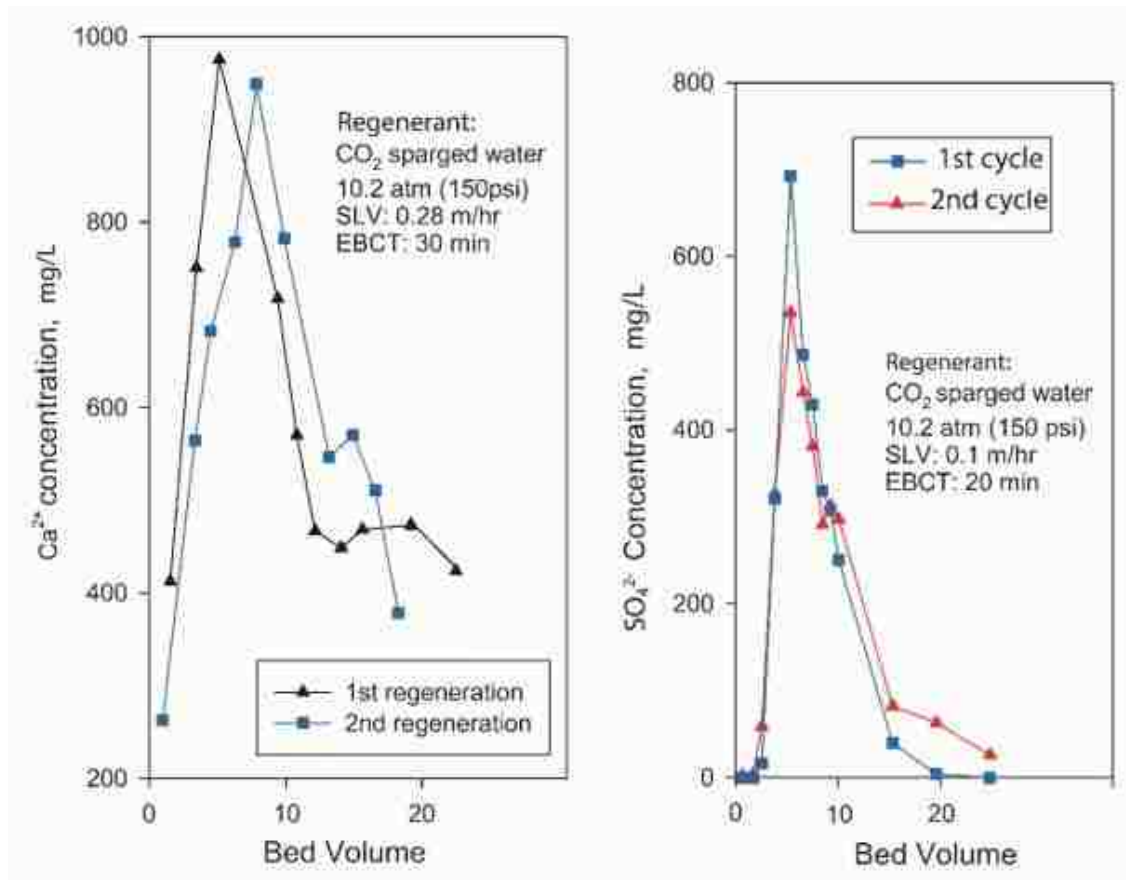 1000
800
600
400
200
Ca²⁺ concentration, mg/L
Regenerant:
CO₂ sparged water
10.2 atm (150psi)
SLV: 0.28 m/hr
EBCT: 30 min
1st regeneration
2nd regeneration
0 10 20
Bed Volume
800
600
400
200
0
SO₄²⁻ Concentration, mg/L
1st cycle
2nd cycle
Regenerant:
CO₂ sparged water
10.2 atm (150 psi)
SLV: 0.1 m/hr
EBCT: 20 min
0 10 20
Bed Volume